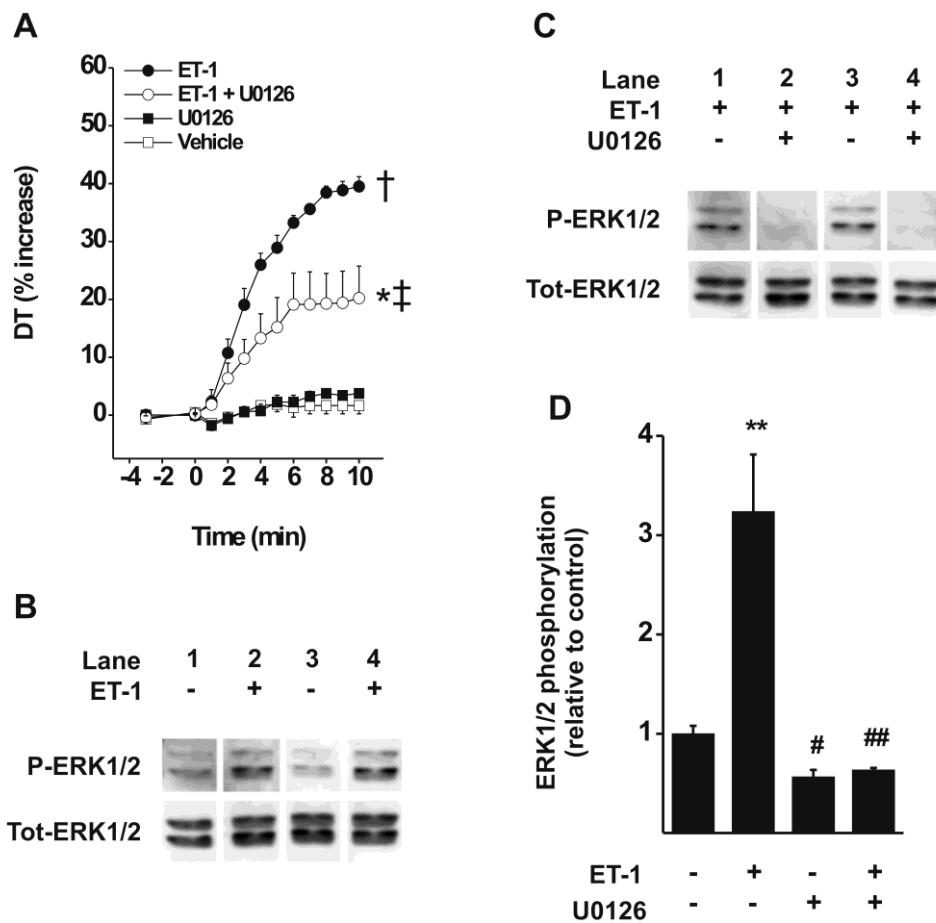 A
60
50
40
30
20
10
0
DT (% increase)
ET-1
ET-1 + U0126
U0126
Vehicle
†
*‡
-4 -2 0 2 4 6 8 10
Time (min)
B
Lane 1 2 3 4
ET-1 - + - +
P-ERK1/2
Tot-ERK1/2
C
Lane 1 2 3 4
ET-1 + + + +
U0126 - + - +
P-ERK1/2
Tot-ERK1/2
D
4
3
2
1
ERK1/2 phosphorylation
(relative to control)
**
#
##
ET-1 - + - +
U0126 - - + +